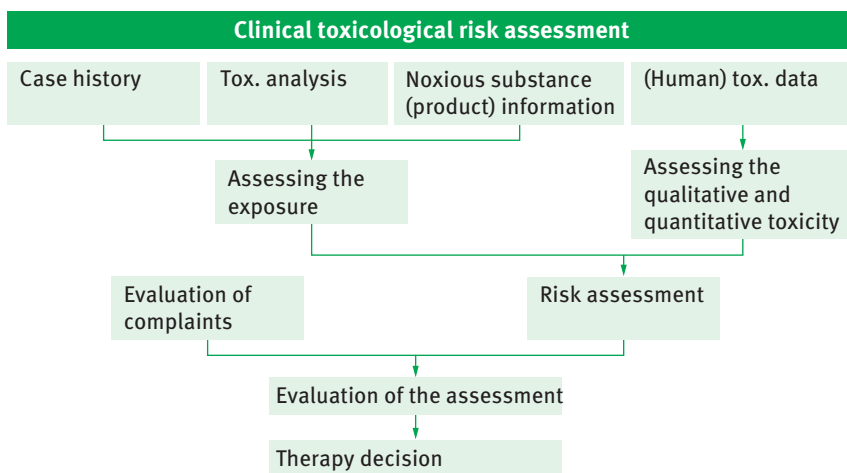 Clinical toxicological risk assessment
Case history
Tox. analysis
Noxious substance
(product) information
(Human) tox. data
Assessing the
exposure
Assessing the
qualitative and
quantitative toxicity
Evaluation of
complaints
Risk assessment
Evaluation of the assessment
Therapy decision